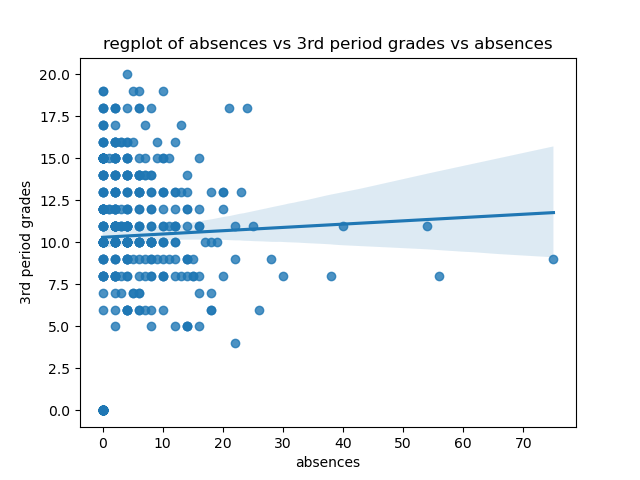 regplot of absences vs 3rd period grades vs absences
20.0
17.5
15.0
12.5
10.0
7.5
5.0
2.5
0.0
3rd period grades
0 10 20 30 40 50 60 70
absences